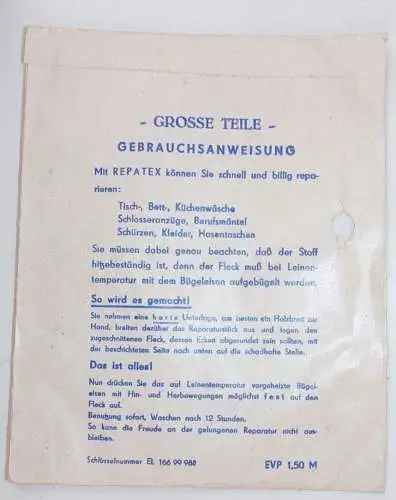 - GROSSE TEILE -
GEBRAUCHSANWEISUNG
Mit REPATEX können Sie schnell und billig repa-
rieren:
Tisch-, Bett-, Küchenwäsche
Schlosseranzüge, Berufsmäntel
Schürzen, Kleider, Hosentaschen
Sie müssen dabei genau beachten, daß der Stoff
hitzebeständig ist, denn der Fleck muß bei Leinen-
temperatur mit dem Bügeleisen aufgebügelt werden.
So wird es gemacht!
Sie nehmen eine harte Unterlage, am besten ein Holzbrett zur
Hand, breiten darüber das Reparaturstück aus und legen den
zugeschnittenen Fleck, dessen Ecken abgerundet sein sollten, mit
der beschichteten Seite nach unten auf die schadhafte Stelle.
Das ist alles!
Nun drücken Sie das auf Leinentemperatur vorgeheizte Bügel-
eisen mit Hin- und Herbewegungen möglichst fest auf den
Fleck auf.
Benutzung sofort, Waschen nach 12 Stunden.
So kann die Freude an der gelungenen Reparatur nicht aus-
bleiben.
Schlüsselnummer EL 166 99 988
EVP 1,50 M